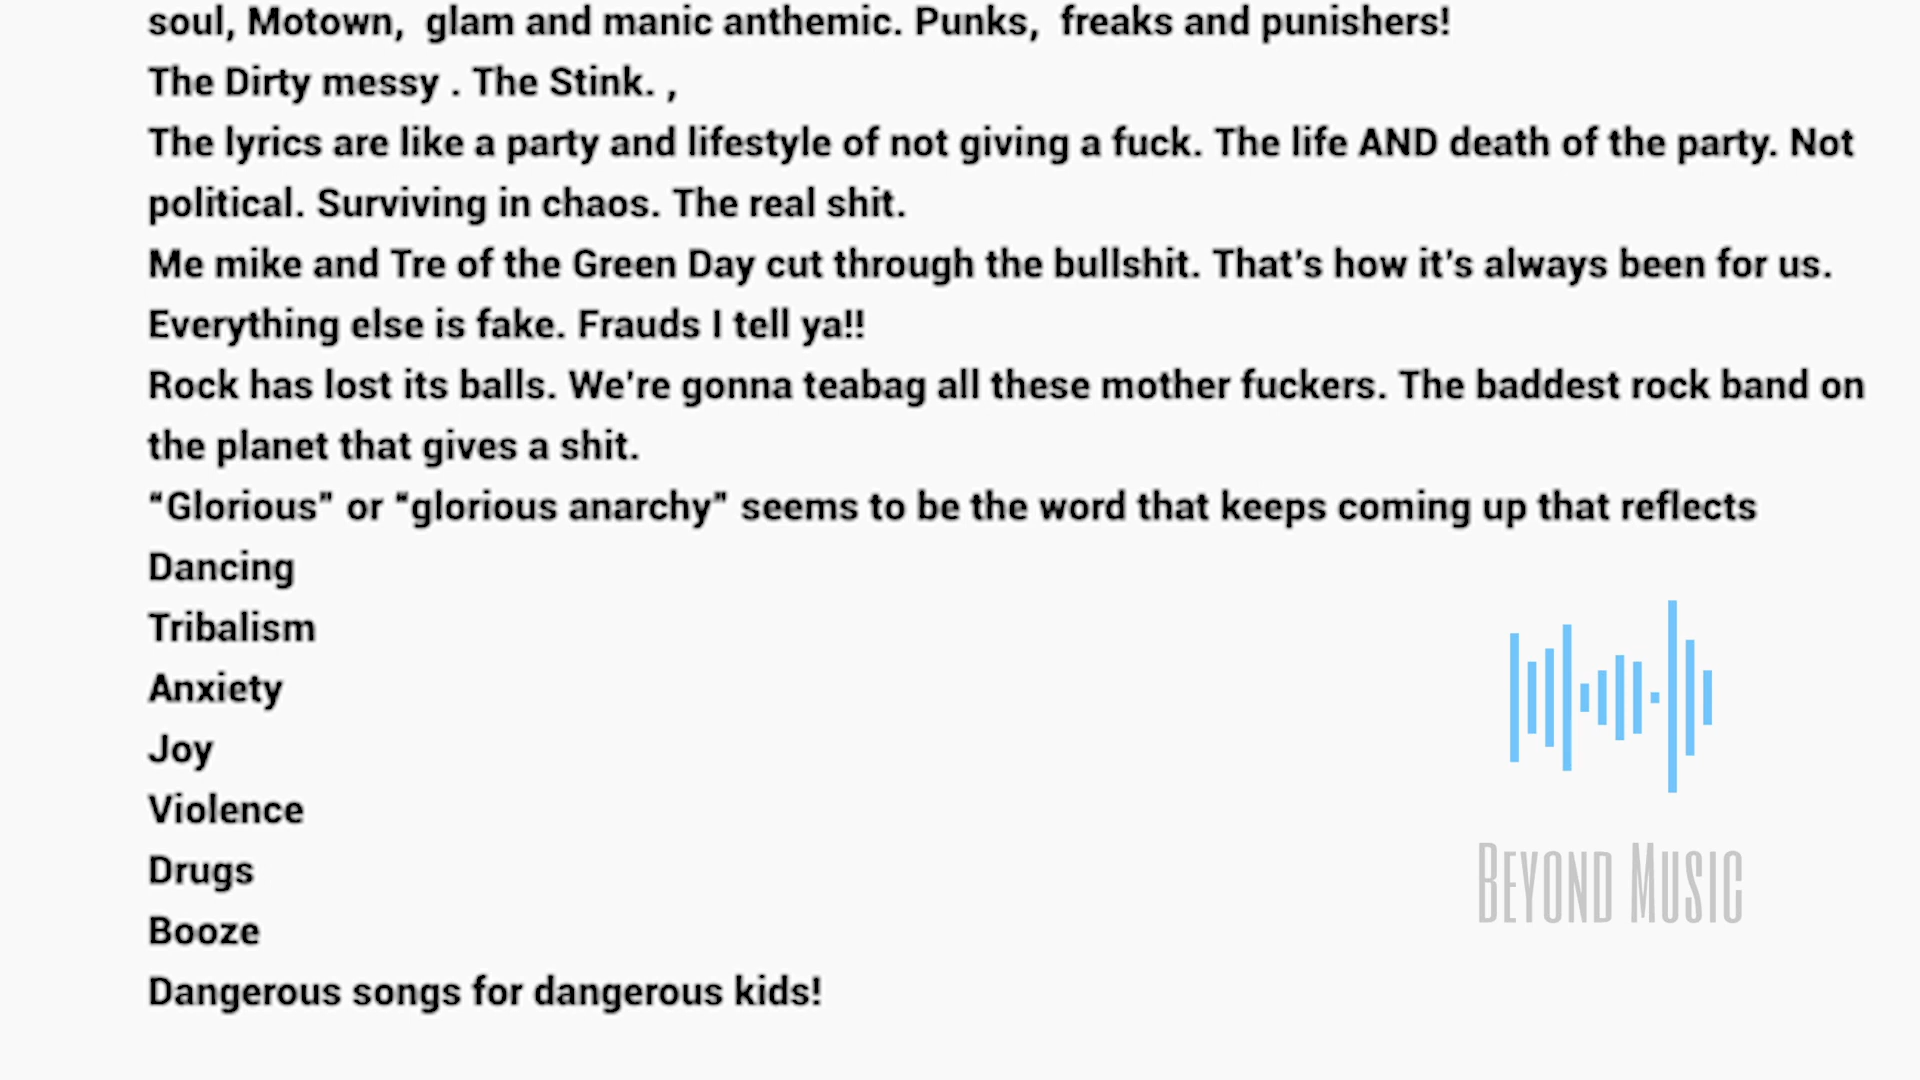 soul, Motown,  glam and manic anthemic. Punks,  freaks and punishers!
The Dirty messy . The Stink. ,
The lyrics are like a party and lifestyle of not giving a fuck. The life AND death of the party. Not
political. Surviving in chaos. The real shit.
Me mike and Tre of the Green Day cut through the bullshit. That’s how it’s always been for us.
Everything else is fake. Frauds I tell ya!!
Rock has lost its balls. We’re gonna teabag all these mother fuckers. The baddest rock band on
the planet that gives a shit.
“Glorious” or “glorious anarchy” seems to be the word that keeps coming up that reflects
Dancing
Tribalism
Anxiety
Joy
Violence
Drugs
Booze
Dangerous songs for dangerous kids!
BEYOND MUSIC